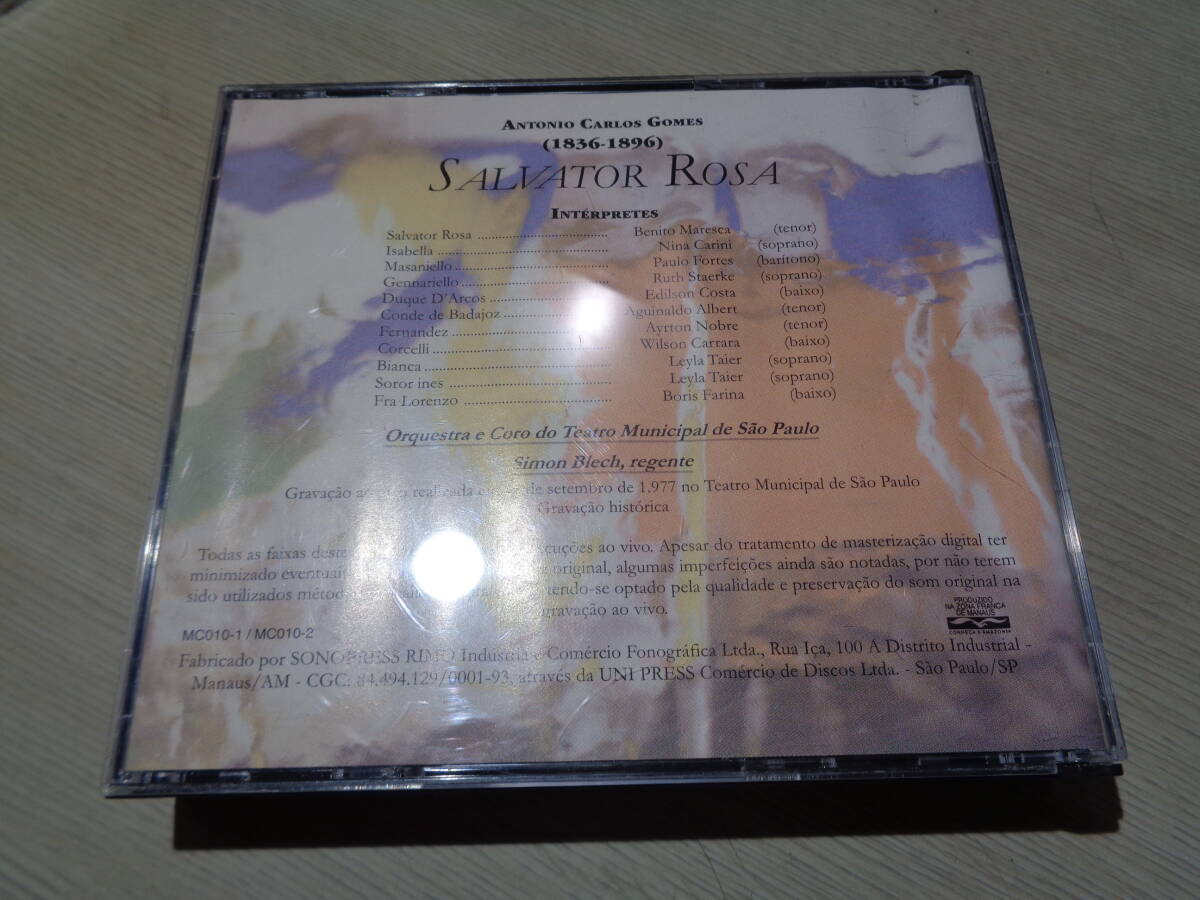 ANTONIO CARLOS GOMES
(1836-1896)
SALVATOR ROSA
INTÉRPRETES
Salvator Rosa ........ Benito Maresca (tenor)
Isabella ........ Nina Carini (soprano)
Masaniello ........ Paulo Fortes (barítono)
Gennariello ........ Ruth Staerke (soprano)
Duque D'Arcos ........ Edilson Costa (baixo)
Conde de Badajoz ........ Aguinaldo Albert (tenor)
Fernandez ........ Ayrton Nobre (tenor)
Corcelli ........ Wilson Carrara (baixo)
Bianca ........ Leyla Taier (soprano)
Soror ines ........ Leyla Taier (soprano)
Fra Lorenzo ........ Boris Farina (baixo)
Orquestra e Coro do Teatro Municipal de São Paulo
Simon Blech, regente
Gravação ao vivo realizada de setembro de 1.977 no Teatro Municipal de São Paulo
Gravação histórica
Todas as faixas deste ao vivo. Apesar do tratamento de masterização digital ter
minimizado original, algumas imperfeições ainda são notadas, por não terem
sido utilizados optado pela qualidade e preservação do som original na
gravação ao vivo.
PRODUZIDO
NA ZONA FRANCA
DE MANAUS
CONHEÇA A AMAZONIA
MC010-1 / MC010-2
Fabricado por SONOPRESS RIMO Indústria e Comércio Fonográfica Ltda., Rua Iça, 100 A Distrito Industrial -
Manaus/AM - CGC: 84.494.129/0001-93, através da UNI PRESS Comércio de Discos Ltda. - São Paulo/SP